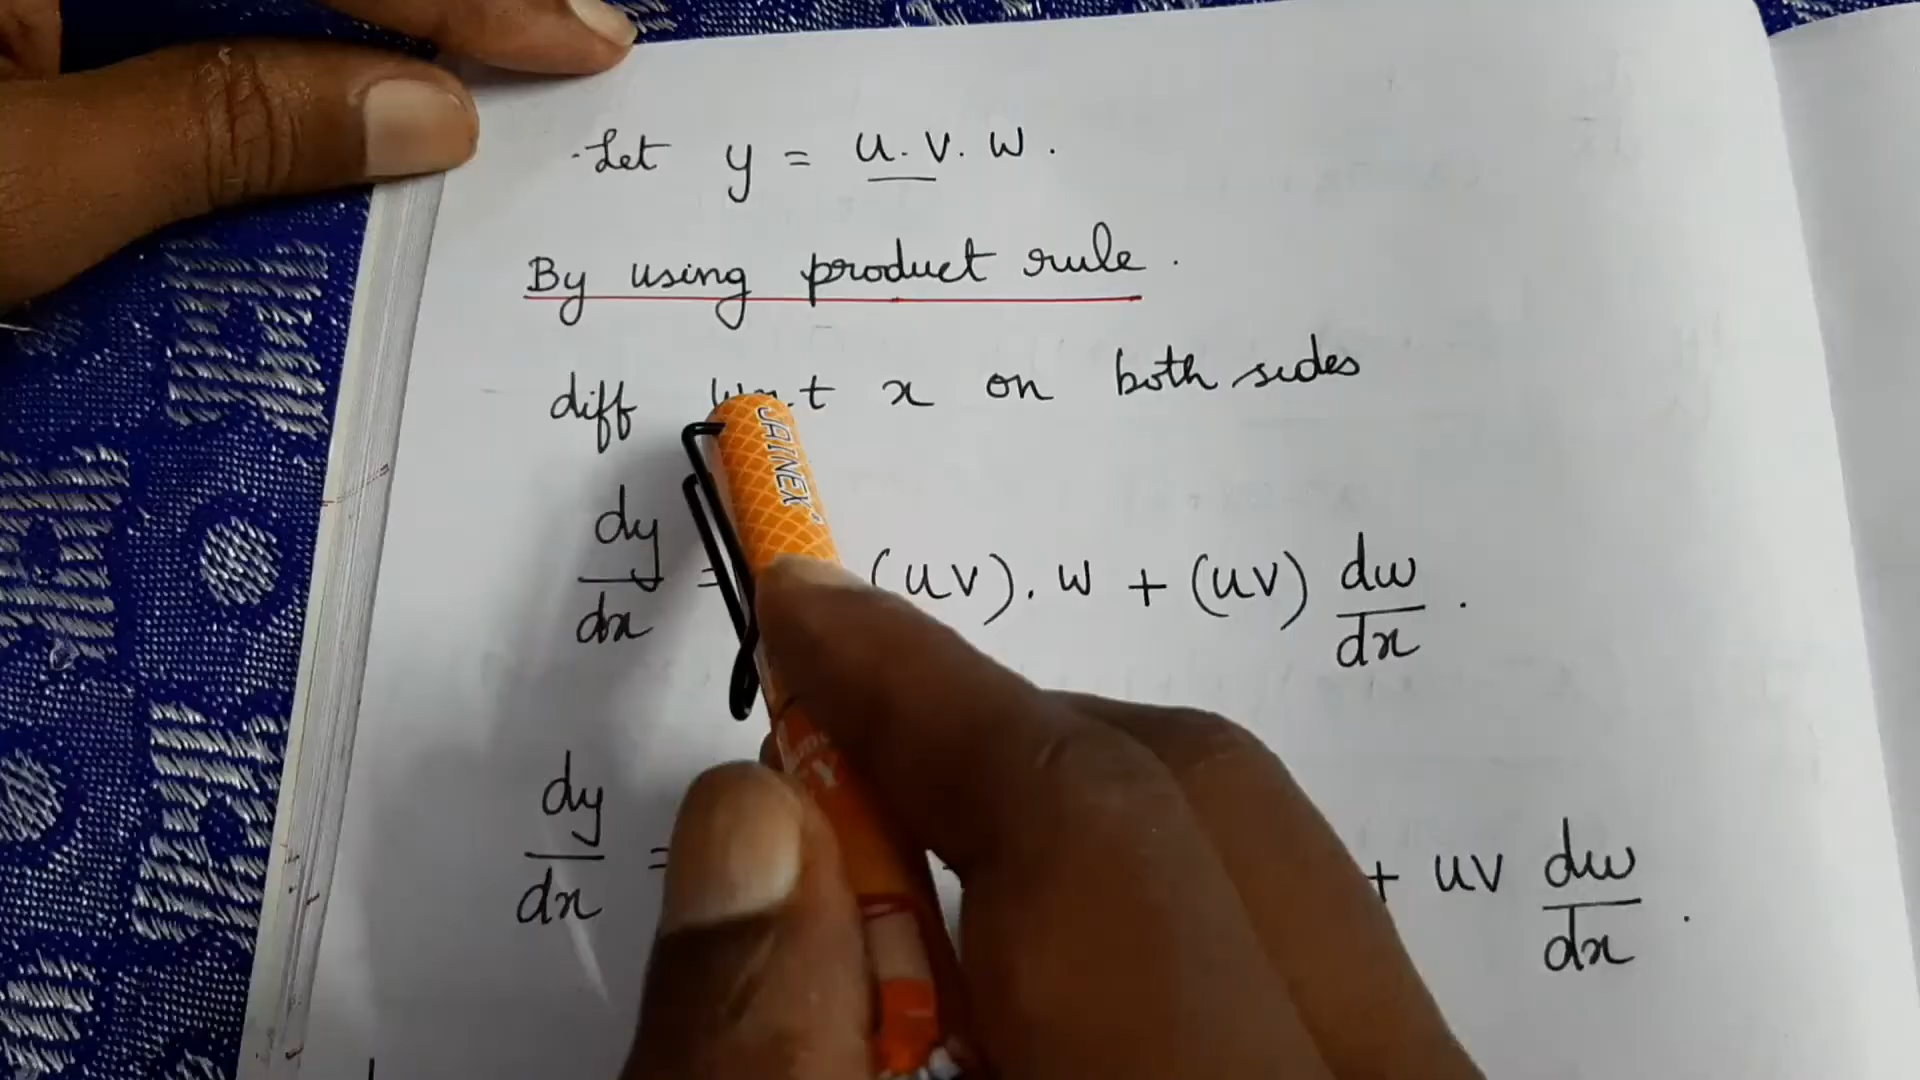 Let y = u.v.w.
By using product rule.
diff w.r.t x on both sides
dy/dx = (uv).w + (uv) dw/dx.
dy/dx = + uv dw/dx.
JAINEX